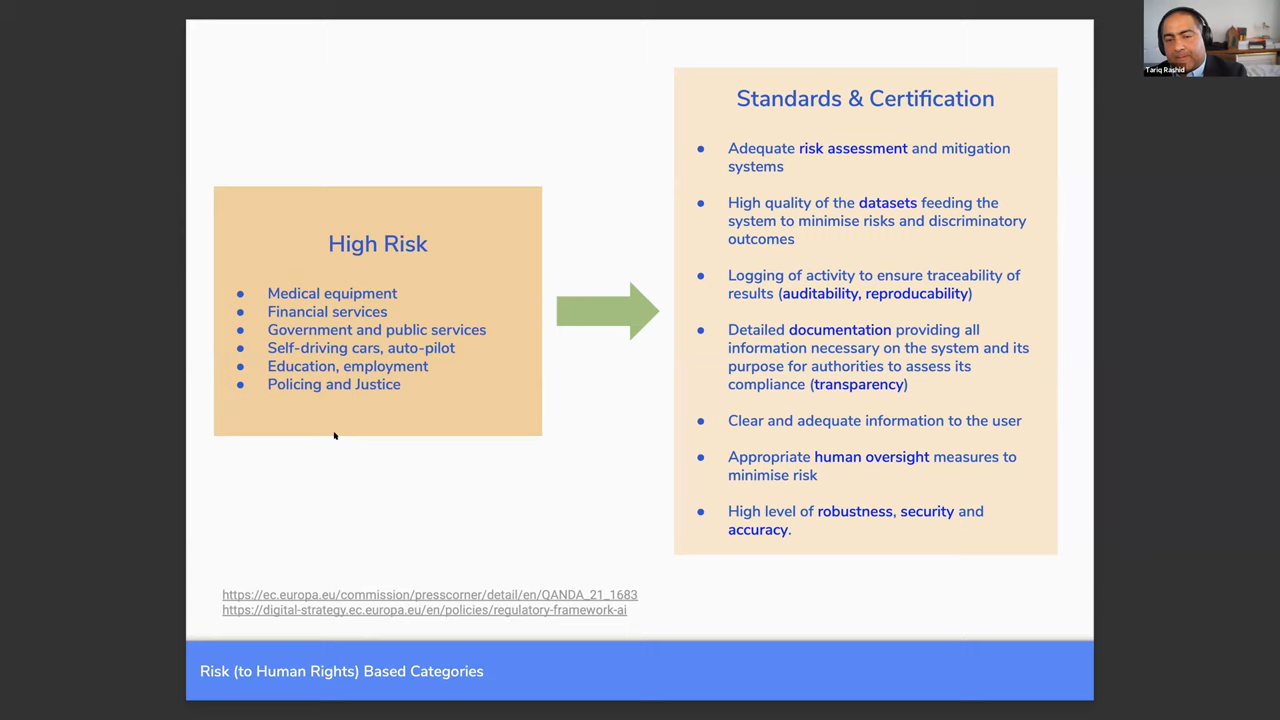 Tariq Rashid
High Risk
● Medical equipment
● Financial services
● Government and public services
● Self-driving cars, auto-pilot
● Education, employment
● Policing and Justice
Standards & Certification
● Adequate risk assessment and mitigation
systems
● High quality of the datasets feeding the
system to minimise risks and discriminatory
outcomes
● Logging of activity to ensure traceability of
results (auditability, reproducability)
● Detailed documentation providing all
information necessary on the system and its
purpose for authorities to assess its
compliance (transparency)
● Clear and adequate information to the user
● Appropriate human oversight measures to
minimise risk
● High level of robustness, security and
accuracy.
https://ec.europa.eu/commission/presscorner/detail/en/QANDA_21_1683
https://digital-strategy.ec.europa.eu/en/policies/regulatory-framework-ai
Risk (to Human Rights) Based Categories